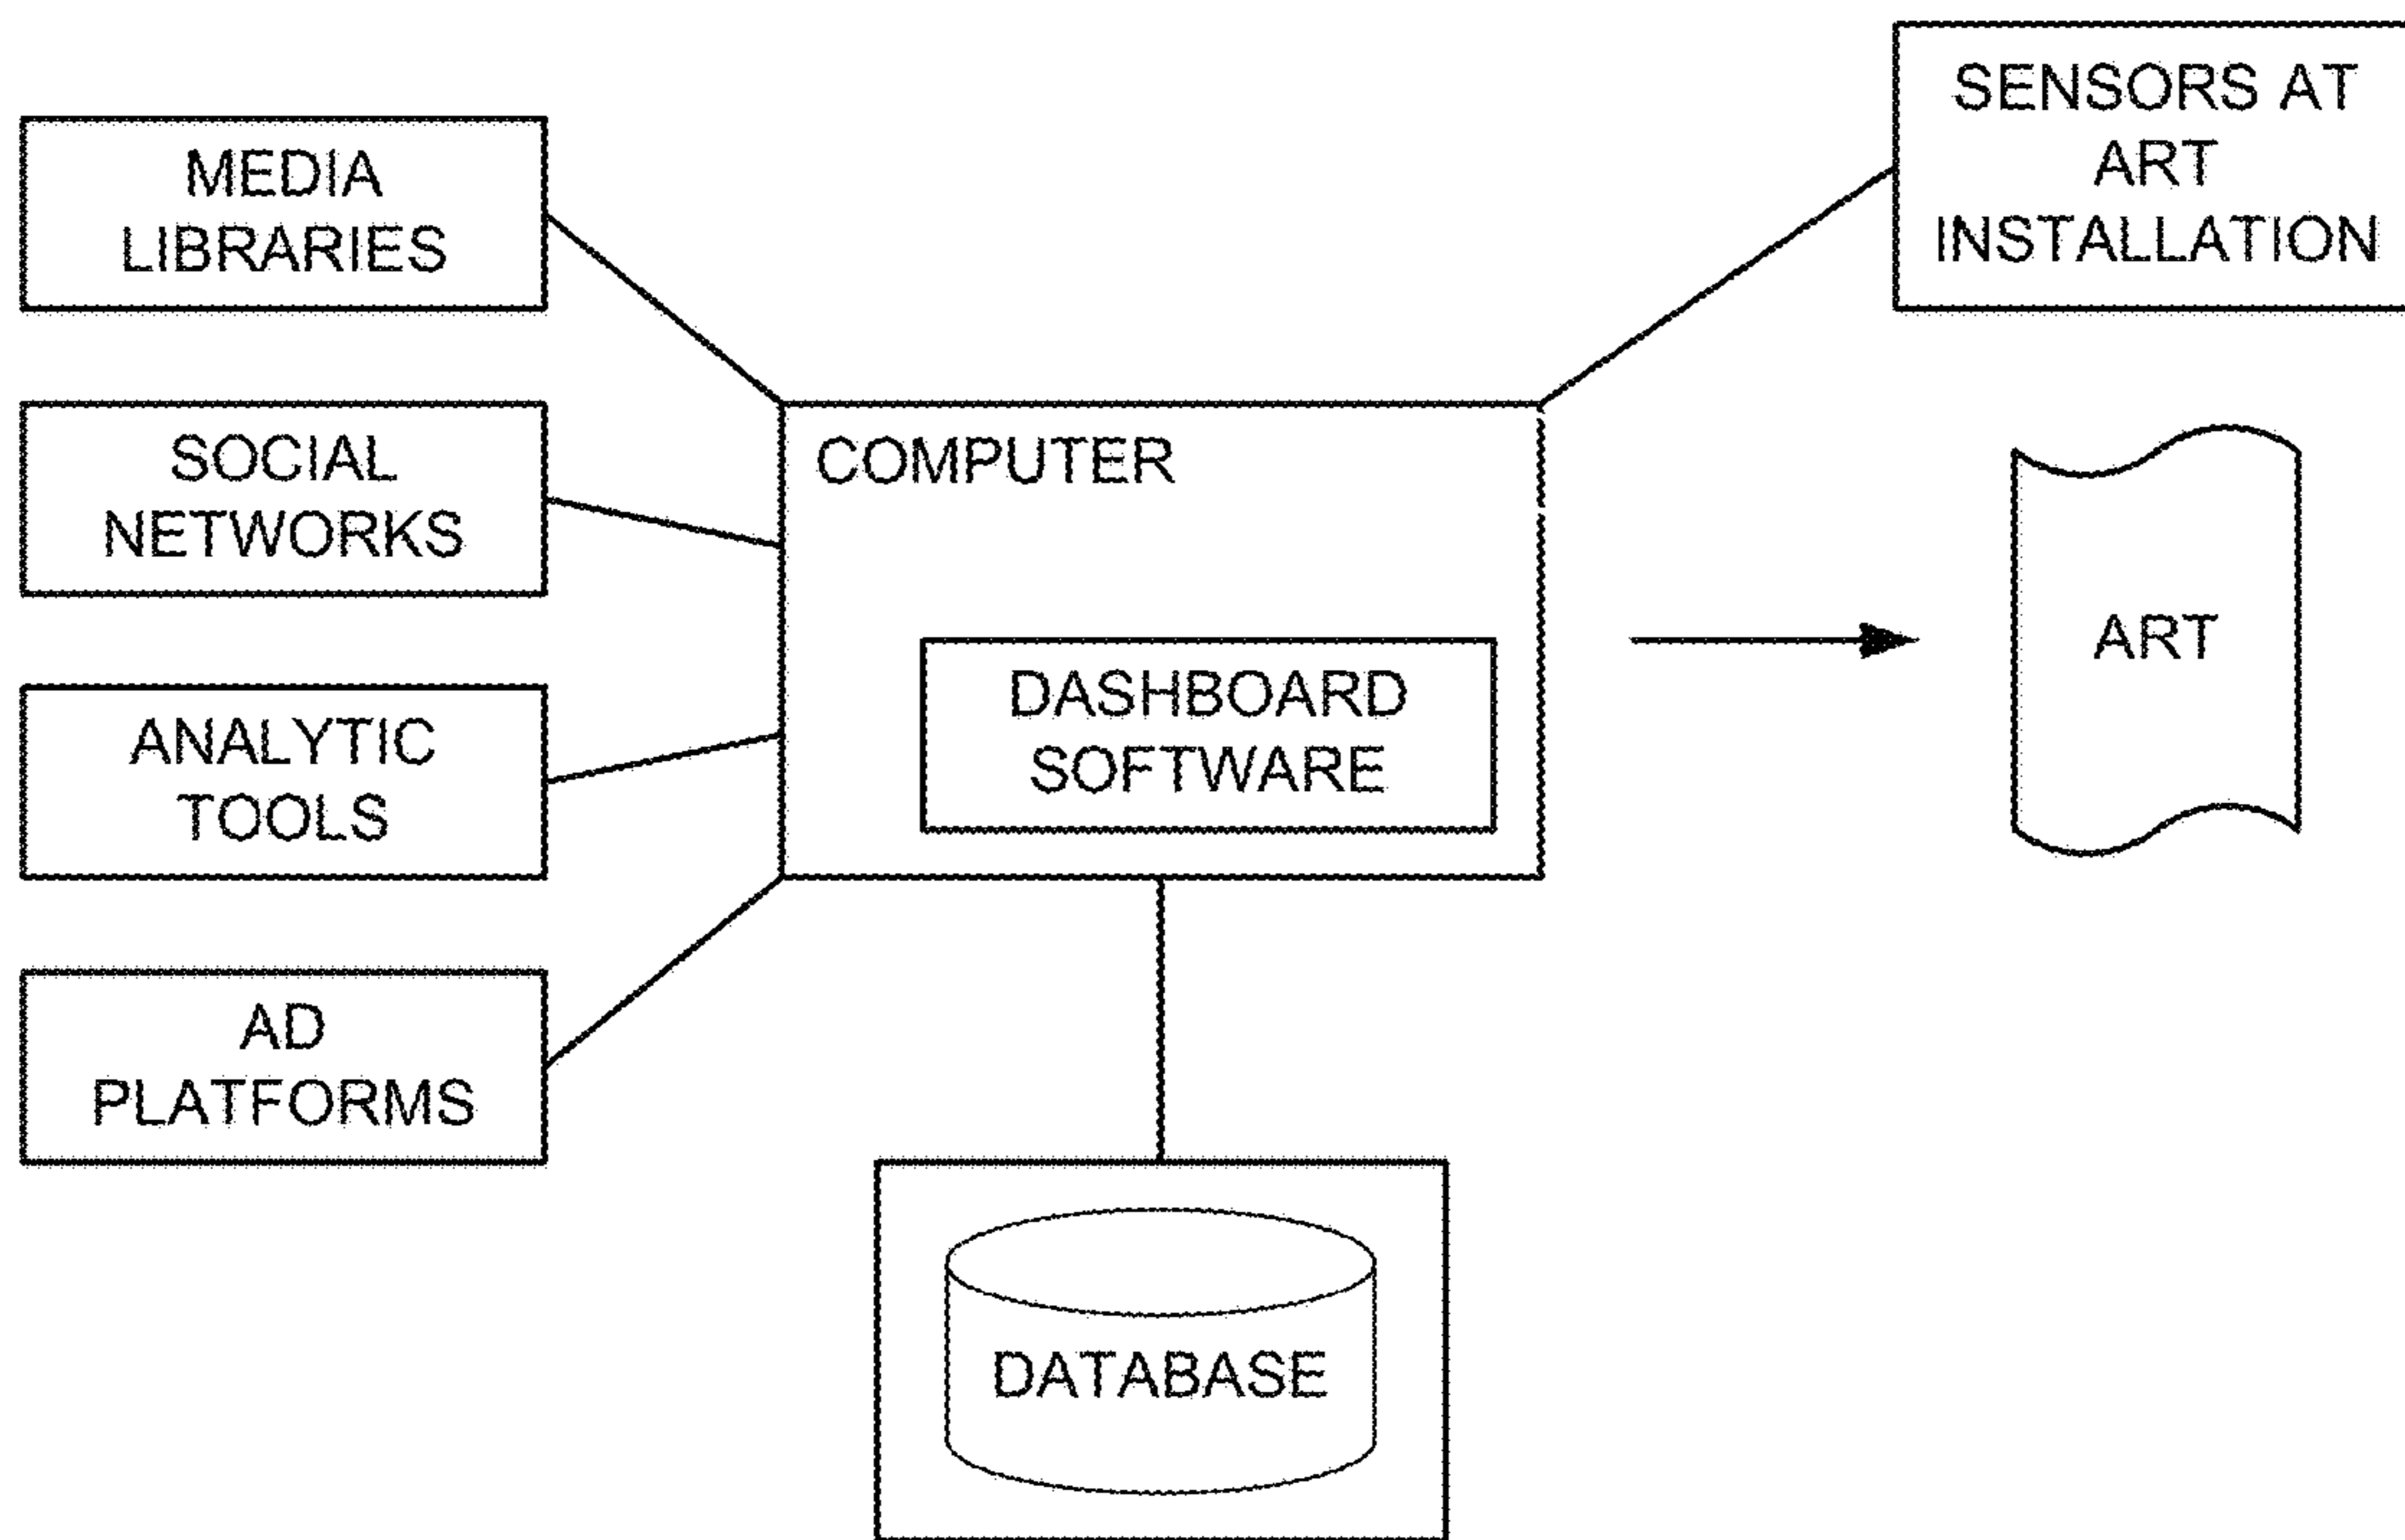 MEDIA
LIBRARIES
SOCIAL
NETWORKS
ANALYTIC
TOOLS
AD
PLATFORMS
COMPUTER
DASHBOARD
SOFTWARE
DATABASE
SENSORS AT
ART
INSTALLATION
ART